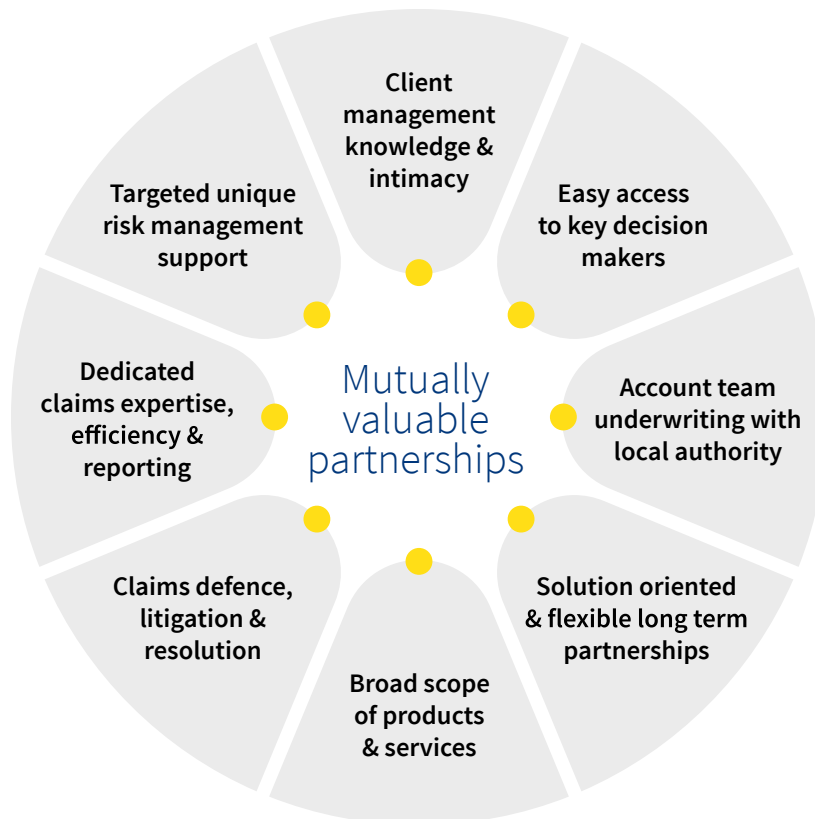 Client
management
knowledge &
intimacy
Easy access
to key decision
makers
Account team
underwriting with
local authority
Solution oriented
& flexible long term
partnerships
Broad scope
of products
& services
Claims defence,
litigation &
resolution
Dedicated
claims expertise,
efficiency &
reporting
Targeted unique
risk management
support
Mutually
valuable
partnerships